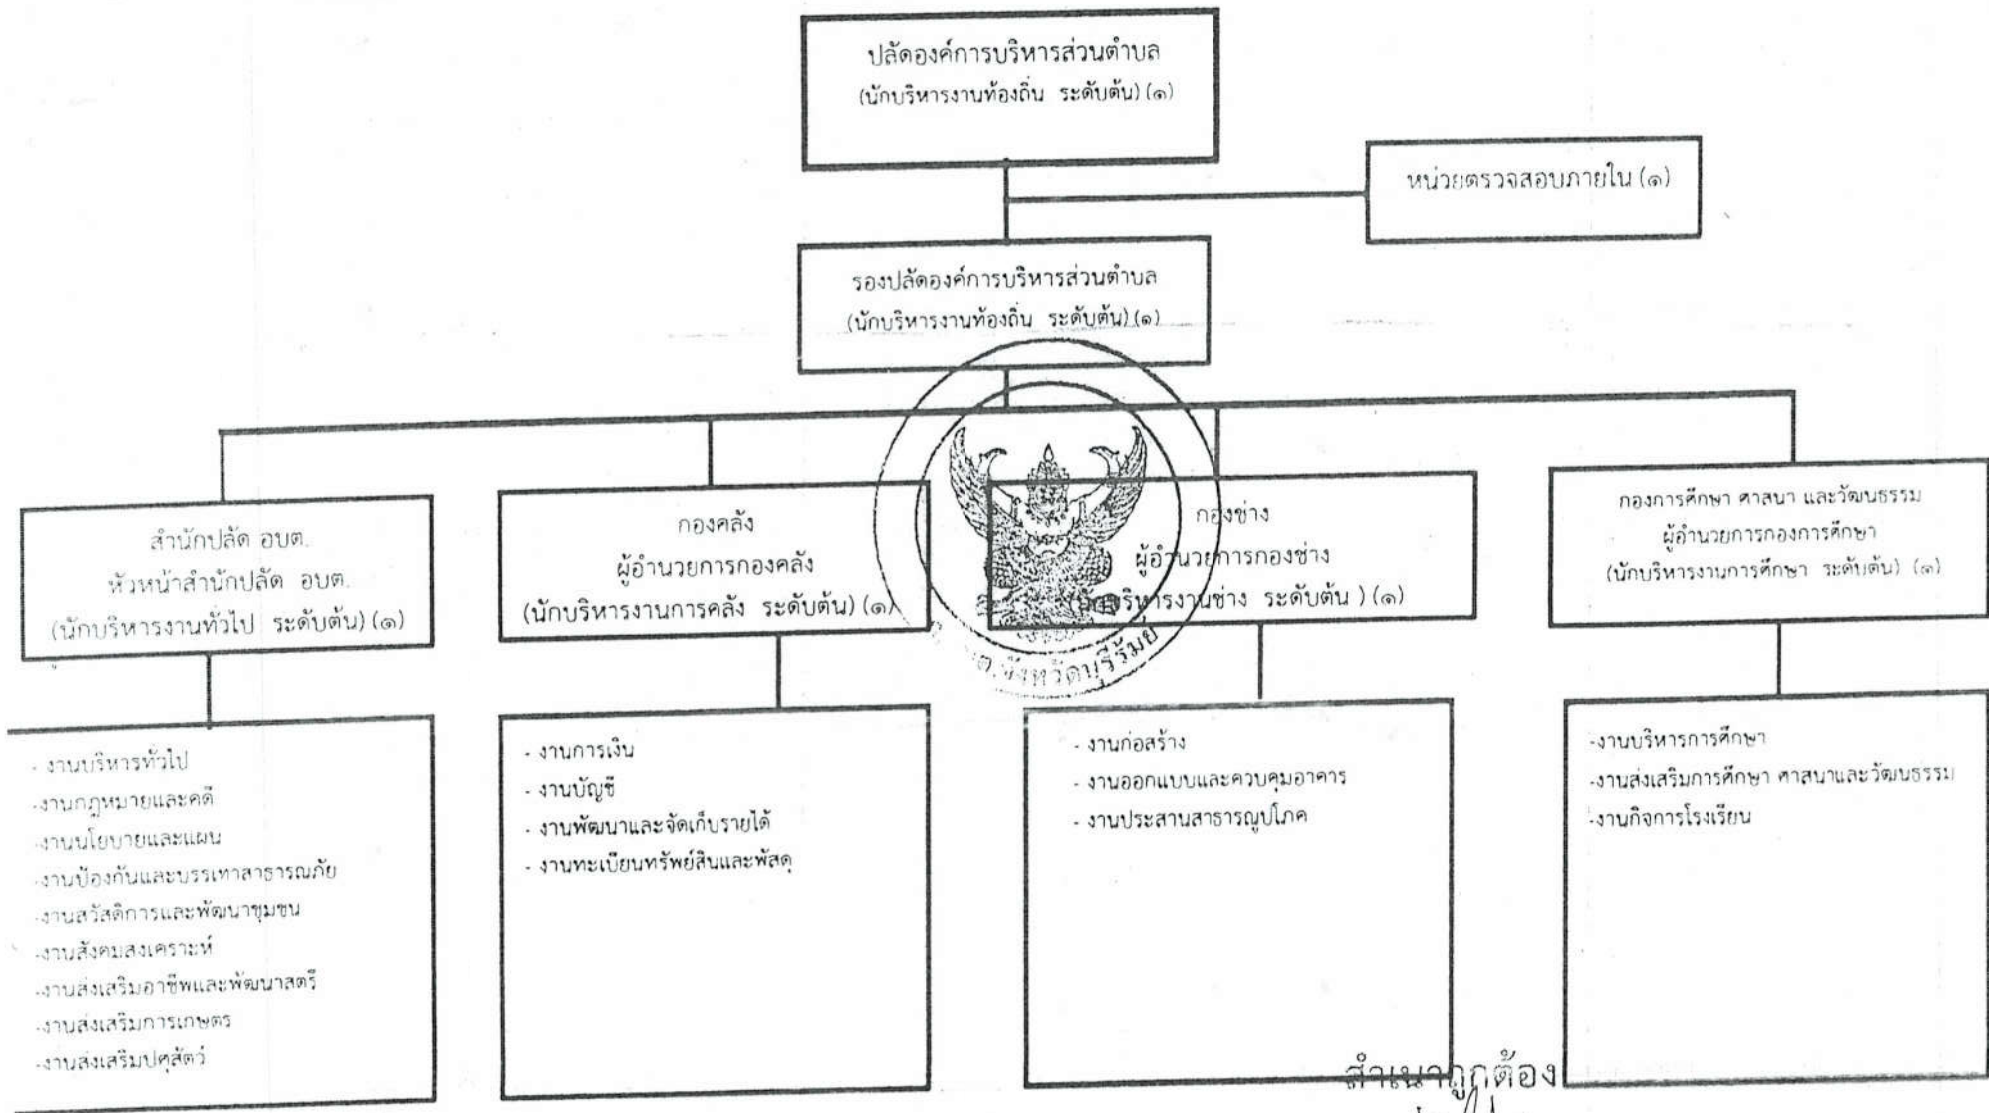 ปลัดองค์การบริหารส่วนตำบล
(นักบริหารงานท้องถิ่น ระดับต้น) (๑)
หน่วยตรวจสอบภายใน (๑)
รองปลัดองค์การบริหารส่วนตำบล
(นักบริหารงานท้องถิ่น ระดับต้น) (๑)
สำนักปลัด อบต.
หัวหน้าสำนักปลัด อบต.
(นักบริหารงานทั่วไป ระดับต้น) (๑)
กองคลัง
ผู้อำนวยการกองคลัง
(นักบริหารงานการคลัง ระดับต้น) (๑)
กองช่าง
ผู้อำนวยการกองช่าง
(นักบริหารงานช่าง ระดับต้น ) (๑)
กองการศึกษา ศาสนา และวัฒนธรรม
ผู้อำนวยการกองการศึกษา
(นักบริหารงานการศึกษา ระดับต้น) (๑)
จังหวัดบุรีรัมย์
- งานบริหารทั่วไป
-งานกฎหมายและคดี
-งานนโยบายและแผน
-งานป้องกันและบรรเทาสาธารณภัย
-งานสวัสดิการและพัฒนาชุมชน
-งานสังคมสงเคราะห์
-งานส่งเสริมอาชีพและพัฒนาสตรี
-งานส่งเสริมการเกษตร
-งานส่งเสริมปศุสัตว์
- งานการเงิน
- งานบัญชี
- งานพัฒนาและจัดเก็บรายได้
- งานทะเบียนทรัพย์สินและพัสดุ
- งานก่อสร้าง
- งานออกแบบและควบคุมอาคาร
- งานประสานสาธารณูปโภค
-งานบริหารการศึกษา
-งานส่งเสริมการศึกษา ศาสนาและวัฒนธรรม
-งานกิจการโรงเรียน
สำเนาถูกต้อง